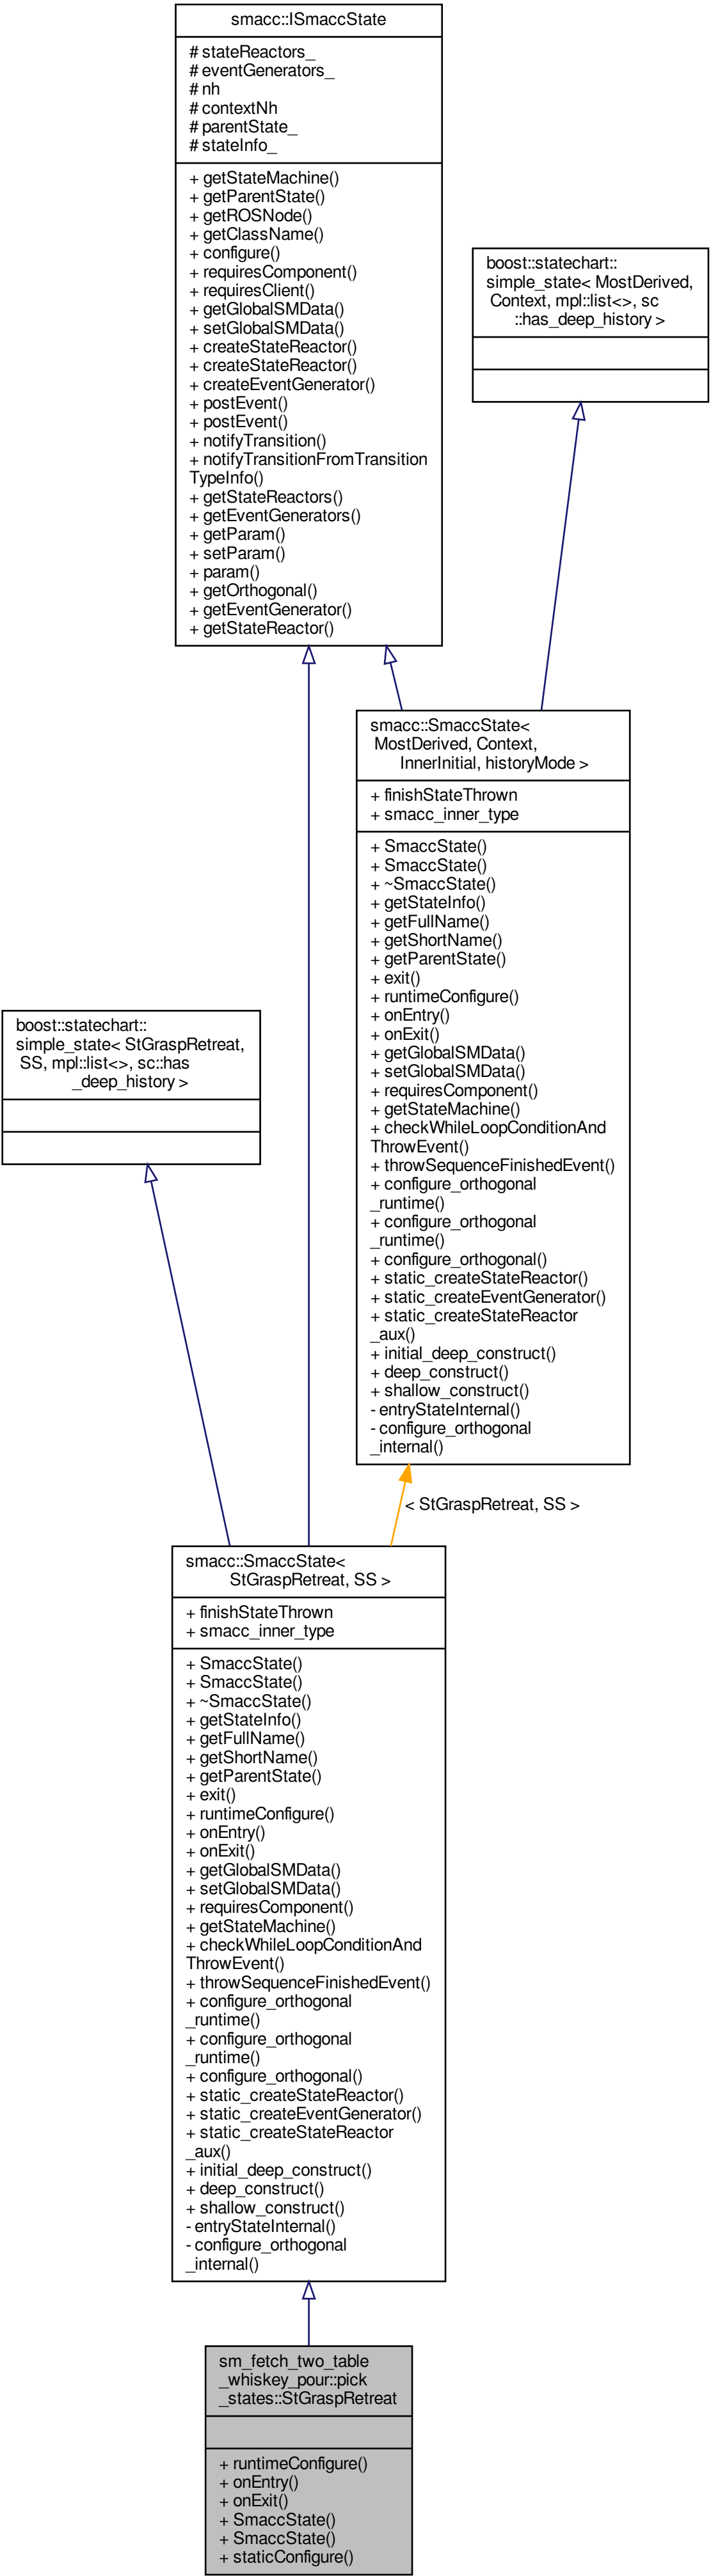 smacc::ISmaccState
# stateReactors_
# eventGenerators_
# nh
# contextNh
# parentState_
# stateInfo_
+ getStateMachine()
+ getParentState()
+ getROSNode()
+ getClassName()
+ configure()
+ requiresComponent()
+ requiresClient()
+ getGlobalSMData()
+ setGlobalSMData()
+ createStateReactor()
+ createStateReactor()
+ createEventGenerator()
+ postEvent()
+ postEvent()
+ notifyTransition()
+ notifyTransitionFromTransition
TypeInfo()
+ getStateReactors()
+ getEventGenerators()
+ getParam()
+ setParam()
+ param()
+ getOrthogonal()
+ getEventGenerator()
+ getStateReactor()
boost::statechart::
simple_state< MostDerived,
Context, mpl::list<>, sc
::has_deep_history >
smacc::SmaccState<
MostDerived, Context,
InnerInitial, historyMode >
+ finishStateThrown
+ smacc_inner_type
+ SmaccState()
+ SmaccState()
+ ~SmaccState()
+ getStateInfo()
+ getFullName()
+ getShortName()
+ getParentState()
+ exit()
+ runtimeConfigure()
+ onEntry()
+ onExit()
+ getGlobalSMData()
+ setGlobalSMData()
+ requiresComponent()
+ getStateMachine()
+ checkWhileLoopConditionAnd
ThrowEvent()
+ throwSequenceFinishedEvent()
+ configure_orthogonal
_runtime()
+ configure_orthogonal
_runtime()
+ configure_orthogonal()
+ static_createStateReactor()
+ static_createEventGenerator()
+ static_createStateReactor
_aux()
+ initial_deep_construct()
+ deep_construct()
+ shallow_construct()
- entryStateInternal()
- configure_orthogonal
_internal()
boost::statechart::
simple_state< StGraspRetreat,
SS, mpl::list<>, sc::has
_deep_history >
< StGraspRetreat, SS >
smacc::SmaccState<
StGraspRetreat, SS >
+ finishStateThrown
+ smacc_inner_type
+ SmaccState()
+ SmaccState()
+ ~SmaccState()
+ getStateInfo()
+ getFullName()
+ getShortName()
+ getParentState()
+ exit()
+ runtimeConfigure()
+ onEntry()
+ onExit()
+ getGlobalSMData()
+ setGlobalSMData()
+ requiresComponent()
+ getStateMachine()
+ checkWhileLoopConditionAnd
ThrowEvent()
+ throwSequenceFinishedEvent()
+ configure_orthogonal
_runtime()
+ configure_orthogonal
_runtime()
+ configure_orthogonal()
+ static_createStateReactor()
+ static_createEventGenerator()
+ static_createStateReactor
_aux()
+ initial_deep_construct()
+ deep_construct()
+ shallow_construct()
- entryStateInternal()
- configure_orthogonal
_internal()
sm_fetch_two_table
_whiskey_pour::pick
_states::StGraspRetreat
+ runtimeConfigure()
+ onEntry()
+ onExit()
+ SmaccState()
+ SmaccState()
+ staticConfigure()